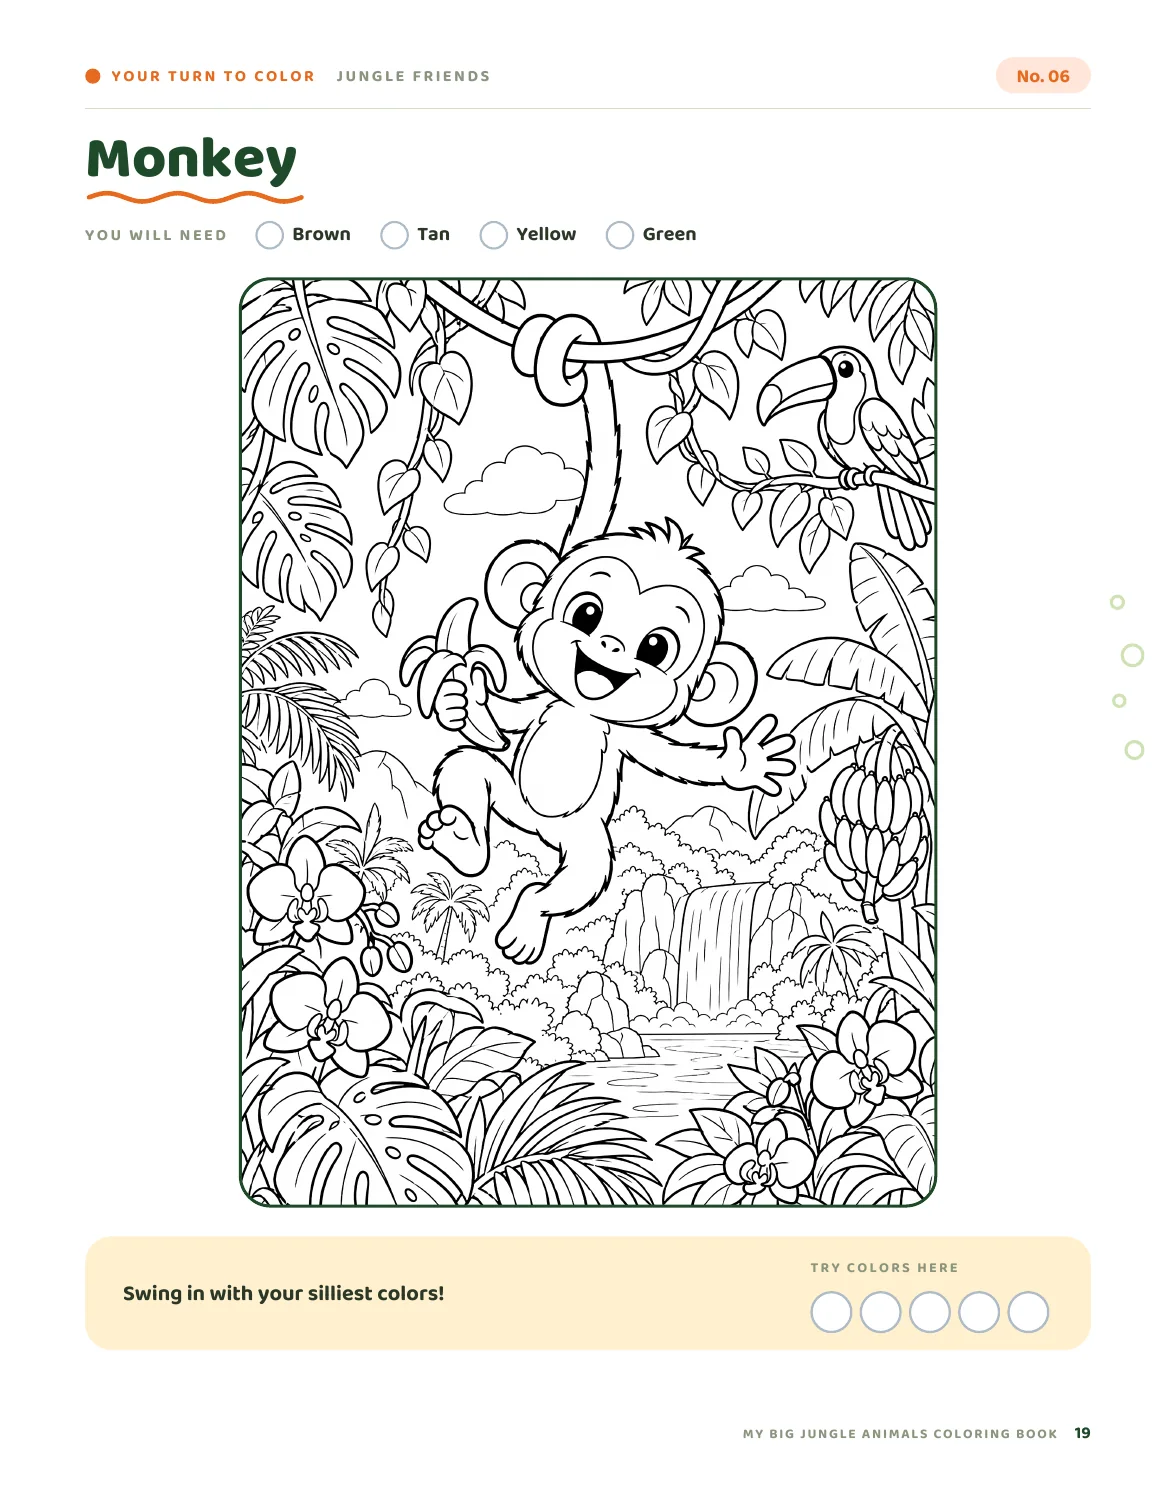 YOUR TURN TO COLOR JUNGLE FRIENDS No. 06
Monkey
YOU WILL NEED Brown Tan Yellow Green
TRY COLORS HERE
Swing in with your silliest colors!
MY BIG JUNGLE ANIMALS COLORING BOOK 19